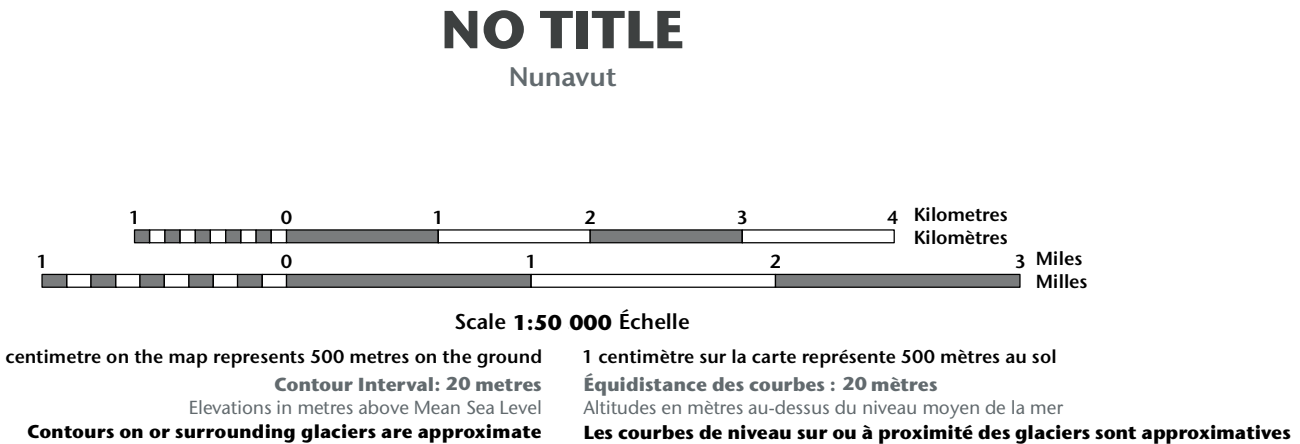 NO TITLE
Nunavut
1 0 1 2 3 4 Kilometres
Kilomètres
1 0 1 2 3 Miles
Milles
Scale 1:50 000 Échelle
centimetre on the map represents 500 metres on the ground
1 centimètre sur la carte représente 500 mètres au sol
Contour Interval: 20 metres
Équidistance des courbes : 20 mètres
Elevations in metres above Mean Sea Level
Altitudes en mètres au-dessus du niveau moyen de la mer
Contours on or surrounding glaciers are approximate
Les courbes de niveau sur ou à proximité des glaciers sont approximatives